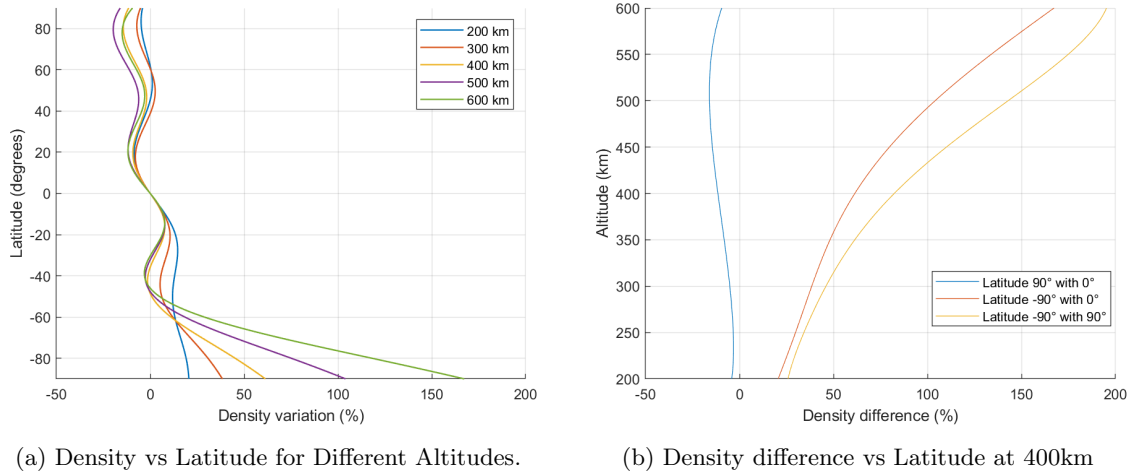 80
60
40
20
0
-20
-40
-60
-80
Latitude (degrees)
-50
0
50
100
150
200
Density variation (%)
200 km
300 km
400 km
500 km
600 km
(a) Density vs Latitude for Different Altitudes.
600
550
500
450
400
350
300
250
200
Altitude (km)
-50
0
50
100
150
200
Density difference (%)
Latitude 90° with 0°
Latitude -90° with 0°
Latitude -90° with 90°
(b) Density difference vs Latitude at 400km